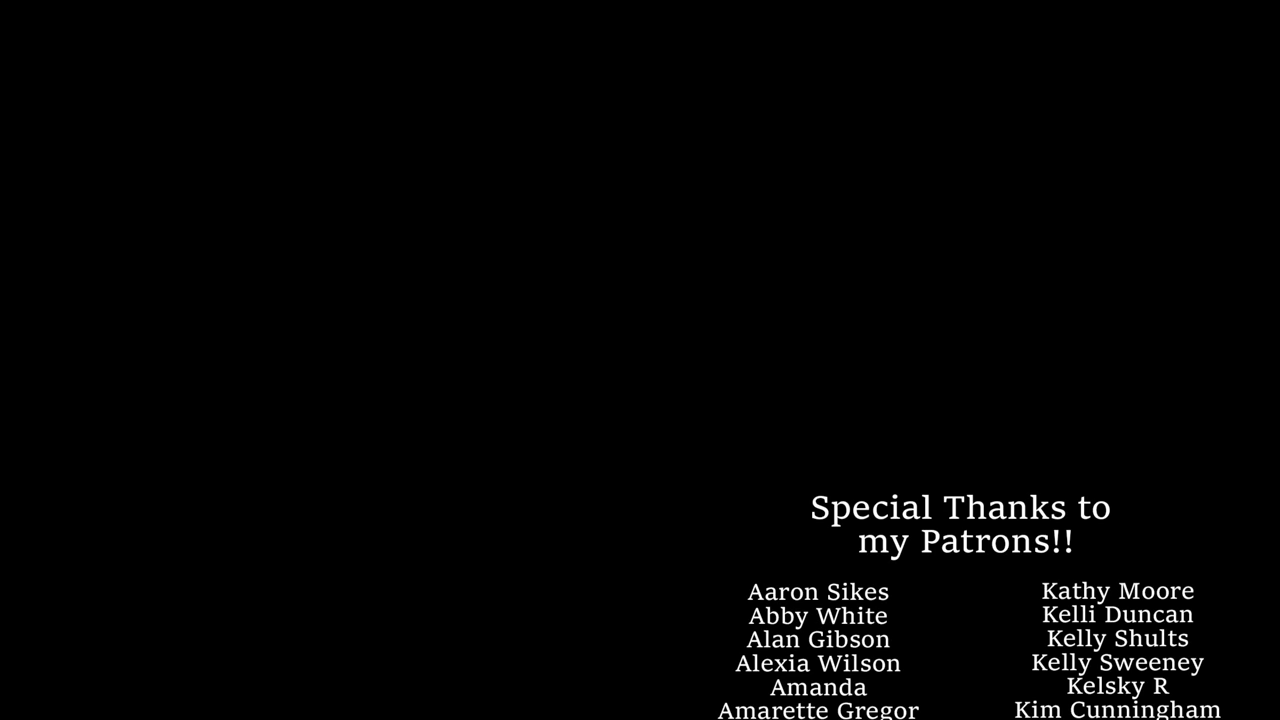 Special Thanks to
my Patrons!!
Aaron Sikes
Abby White
Alan Gibson
Alexia Wilson
Amanda
Amarette Gregor
Kathy Moore
Kelli Duncan
Kelly Shults
Kelly Sweeney
Kelsky R
Kim Cunningham